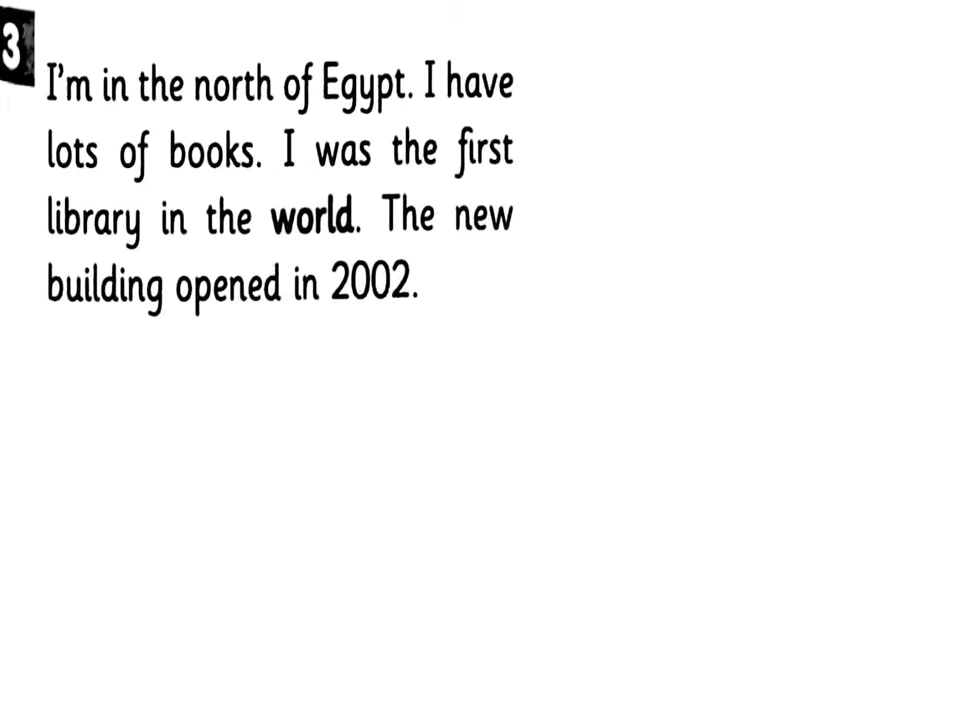 3
I'm in the north of Egypt. I have
lots of books. I was the first
library in the world. The new
building opened in 2002.